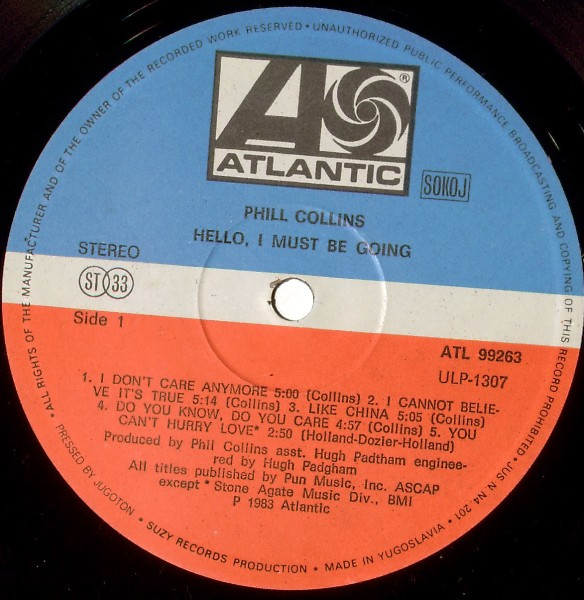 ALL RIGHTS OF THE MANUFACTURER AND OF THE OWNER OF THE RECORDED WORK RESERVED • UNAUTHORIZED PUBLIC PERFORMANCE BROADCASTING AND COPYING OF THIS RECORD PROHIBITED •
ATLANTIC
®
SOKOJ
PHILL COLLINS
HELLO, I MUST BE GOING
STEREO
ST 33
Side 1
ATL 99263
ULP-1307
1. I DON'T CARE ANYMORE 5:00 (Collins) 2. I CANNOT BELIE-
VE IT'S TRUE 5:14 (Collins) 3. LIKE CHINA 5:05 (Collins)
4. DO YOU KNOW, DO YOU CARE 4:57 (Collins) 5. YOU
CAN'T HURRY LOVE* 2:50 (Holland-Dozier-Holland)
Produced by Phil Collins asst. Hugh Padtham enginee-
red by Hugh Padgham
All titles published by Pun Music, Inc. ASCAP
except * Stone Agate Music Div., BMI
P 1983 Atlantic
PRESSED BY JUGOTON • SUZY RECORDS PRODUCTION • MADE IN YUGOSLAVIA • JUS N. N4. 201 •